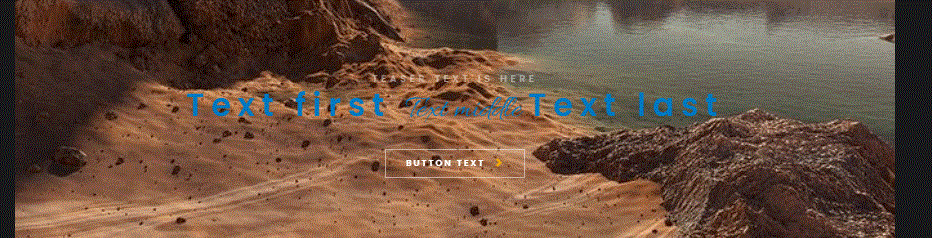 TEASER TEXT IS HERE
Text first Text middle Text last
BUTTON TEXT